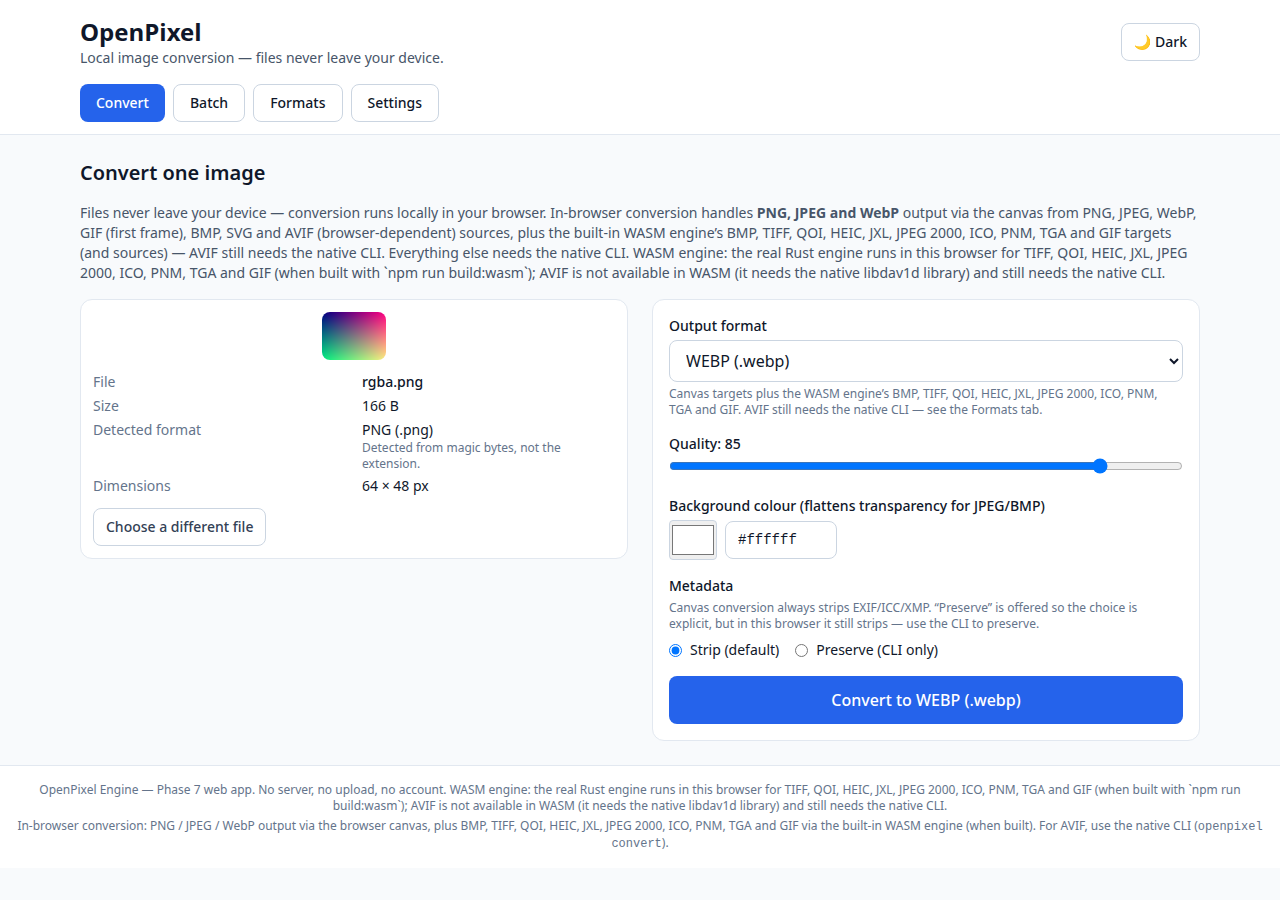 OpenPixel
Local image conversion — files never leave your device.
🌙 Dark
Convert
Batch
Formats
Settings
Convert one image
Files never leave your device — conversion runs locally in your browser. In-browser conversion handles PNG, JPEG and WebP output via the canvas from PNG, JPEG, WebP,
GIF (first frame), BMP, SVG and AVIF (browser-dependent) sources, plus the built-in WASM engine’s BMP, TIFF, QOI, HEIC, JXL, JPEG 2000, ICO, PNM, TGA and GIF targets
(and sources) — AVIF still needs the native CLI. Everything else needs the native CLI. WASM engine: the real Rust engine runs in this browser for TIFF, QOI, HEIC, JXL, JPEG
2000, ICO, PNM, TGA and GIF (when built with `npm run build:wasm`); AVIF is not available in WASM (it needs the native libdav1d library) and still needs the native CLI.
File
rgba.png
Size
166 B
Detected format
PNG (.png)
Detected from magic bytes, not the
extension.
Dimensions
64 × 48 px
Choose a different file
Output format
WEBP (.webp)
Canvas targets plus the WASM engine’s BMP, TIFF, QOI, HEIC, JXL, JPEG 2000, ICO, PNM,
TGA and GIF. AVIF still needs the native CLI — see the Formats tab.
Quality: 85
Background colour (flattens transparency for JPEG/BMP)
#ffffff
Metadata
Canvas conversion always strips EXIF/ICC/XMP. “Preserve” is offered so the choice is
explicit, but in this browser it still strips — use the CLI to preserve.
Strip (default)
Preserve (CLI only)
Convert to WEBP (.webp)
OpenPixel Engine — Phase 7 web app. No server, no upload, no account. WASM engine: the real Rust engine runs in this browser for TIFF, QOI, HEIC, JXL, JPEG 2000, ICO, PNM, TGA and GIF (when built with `npm run
build:wasm`); AVIF is not available in WASM (it needs the native libdav1d library) and still needs the native CLI.
In-browser conversion: PNG / JPEG / WebP output via the browser canvas, plus BMP, TIFF, QOI, HEIC, JXL, JPEG 2000, ICO, PNM, TGA and GIF via the built-in WASM engine (when built). For AVIF, use the native CLI (openpixel
convert).